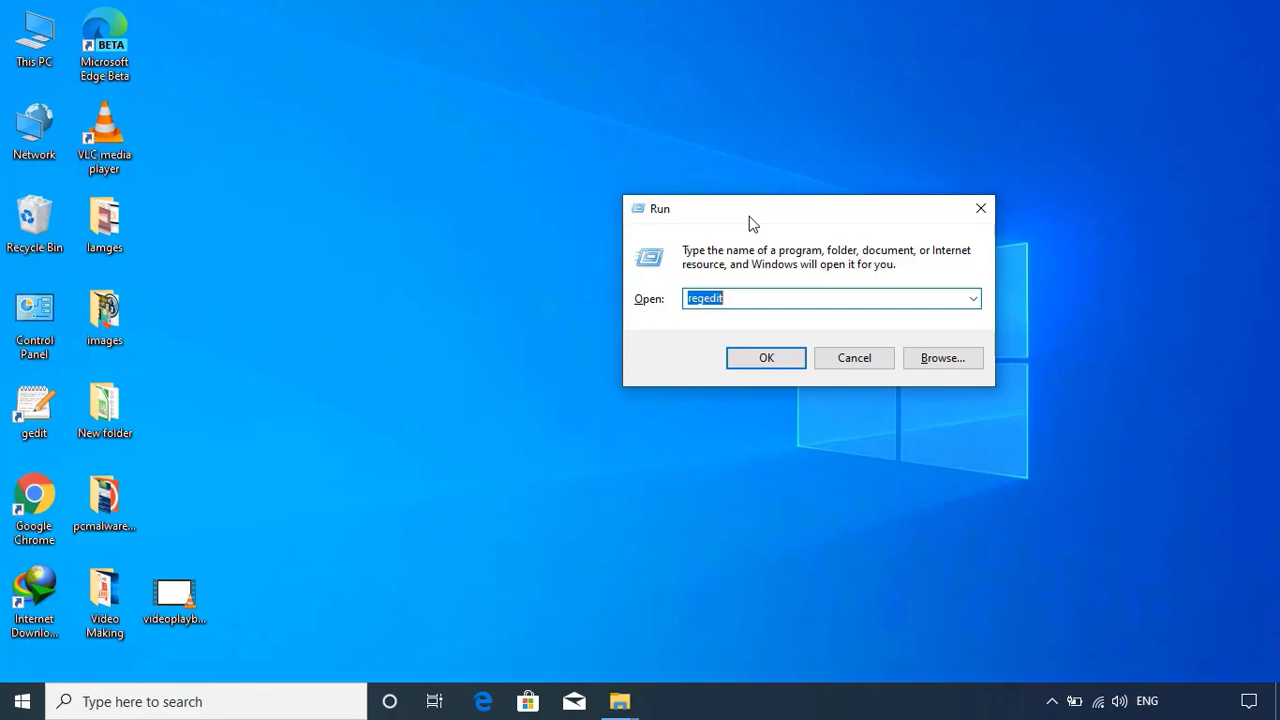 This PC
Microsoft
Edge Beta
BETA
Network
VLC media
player
Recycle Bin
Iamges
Control
Panel
images
gedit
New folder
Google
Chrome
pcmalware...
Internet
Downlo...
Video
Making
videoplayb...
Run
Type the name of a program, folder, document, or Internet
resource, and Windows will open it for you.
Open:
regedit
OK
Cancel
Browse...
Type here to search
ENG